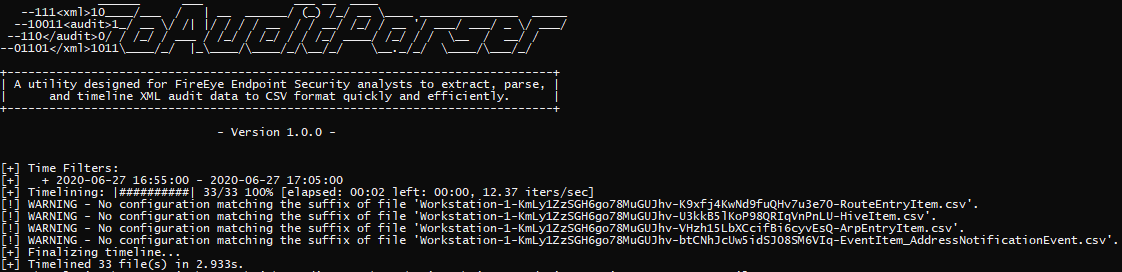 --111<xml>10
--10011<audit>1
--110</audit>0/
--01101</xml>1011
GoAuditParser
A utility designed for FireEye Endpoint Security analysts to extract, parse,
and timeline XML audit data to CSV format quickly and efficiently.
- Version 1.0.0 -
[+] Time Filters:
[+]   + 2020-06-27 16:55:00 - 2020-06-27 17:05:00
[+] Timelining: |##########| 33/33 100% [elapsed: 00:02 left: 00:00, 12.37 iters/sec]
[!] WARNING - No configuration matching the suffix of file 'Workstation-1-KmLy1ZzSGH6go78MuGUJhv-K9xfj4KwNd9fuQHv7u3e7O-RouteEntryItem.csv'.
[!] WARNING - No configuration matching the suffix of file 'Workstation-1-KmLy1ZzSGH6go78MuGUJhv-U3kkB5lKoP98QRIqVnPnLU-HiveItem.csv'.
[!] WARNING - No configuration matching the suffix of file 'Workstation-1-KmLy1ZzSGH6go78MuGUJhv-VHzh15LbXCcifBi6cyvEsQ-ArpEntryItem.csv'.
[!] WARNING - No configuration matching the suffix of file 'Workstation-1-KmLy1ZzSGH6go78MuGUJhv-btCNhJcUw5idSJO8SM6VIq-EventItem_AddressNotificationEvent.csv'.
[+] Finalizing timeline...
[+] Timelined 33 file(s) in 2.933s.